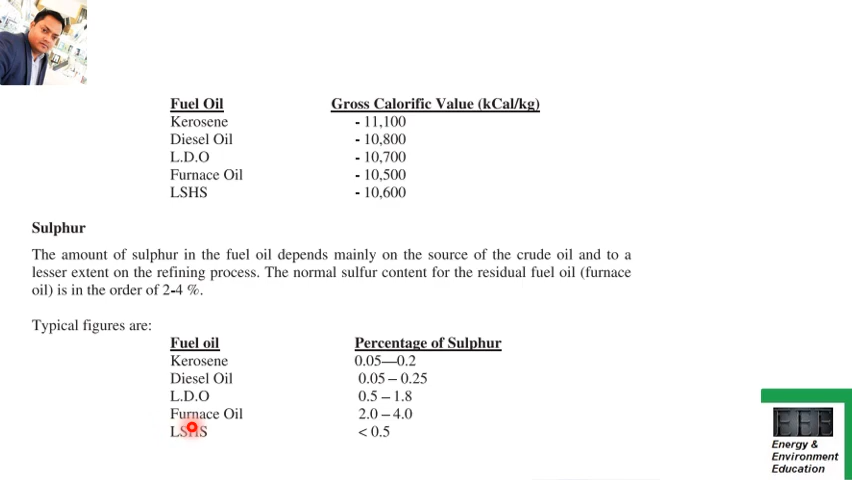 Fuel Oil Gross Calorific Value (kCal/kg)
Kerosene - 11,100
Diesel Oil - 10,800
L.D.O - 10,700
Furnace Oil - 10,500
LSHS - 10,600
Sulphur
The amount of sulphur in the fuel oil depends mainly on the source of the crude oil and to a
lesser extent on the refining process. The normal sulfur content for the residual fuel oil (furnace
oil) is in the order of 2-4 %.
Typical figures are:
Fuel oil Percentage of Sulphur
Kerosene 0.05—0.2
Diesel Oil 0.05 – 0.25
L.D.O 0.5 – 1.8
Furnace Oil 2.0 – 4.0
LSHS < 0.5
EEE
Energy &
Environment
Education